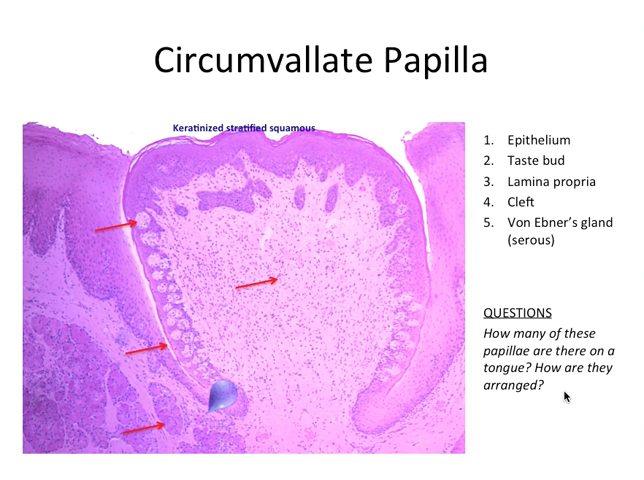 Circumvallate Papilla
Keratinized stratified squamous
1. Epithelium
2. Taste bud
3. Lamina propria
4. Cleft
5. Von Ebner’s gland
(serous)
QUESTIONS
How many of these
papillae are there on a
tongue? How are they
arranged?